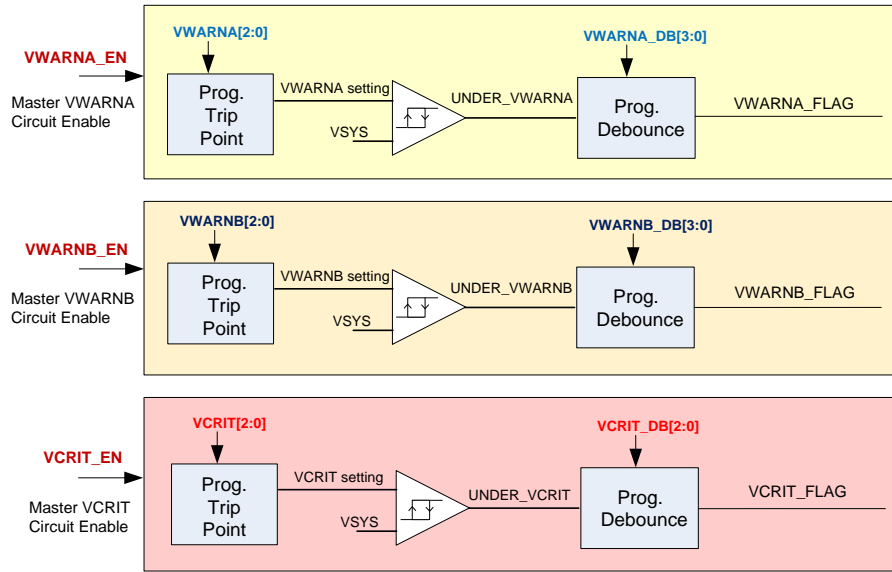 VWARNA[2:0]
VWARNA_DB[3:0]
VWARNA_EN
Master VWARNA
Circuit Enable
Prog.
Trip
Point
VWARNA setting
VSYS
UNDER_VWARNA
Prog.
Debounce
VWARNA_FLAG
VWARNB[2:0]
VWARNB_DB[3:0]
VWARNB_EN
Master VWARNB
Circuit Enable
Prog.
Trip
Point
VWARNB setting
VSYS
UNDER_VWARNB
Prog.
Debounce
VWARNB_FLAG
VCRIT[2:0]
VCRIT_DB[2:0]
VCRIT_EN
Master VCRIT
Circuit Enable
Prog.
Trip
Point
VCRIT setting
VSYS
UNDER_VCRIT
Prog.
Debounce
VCRIT_FLAG